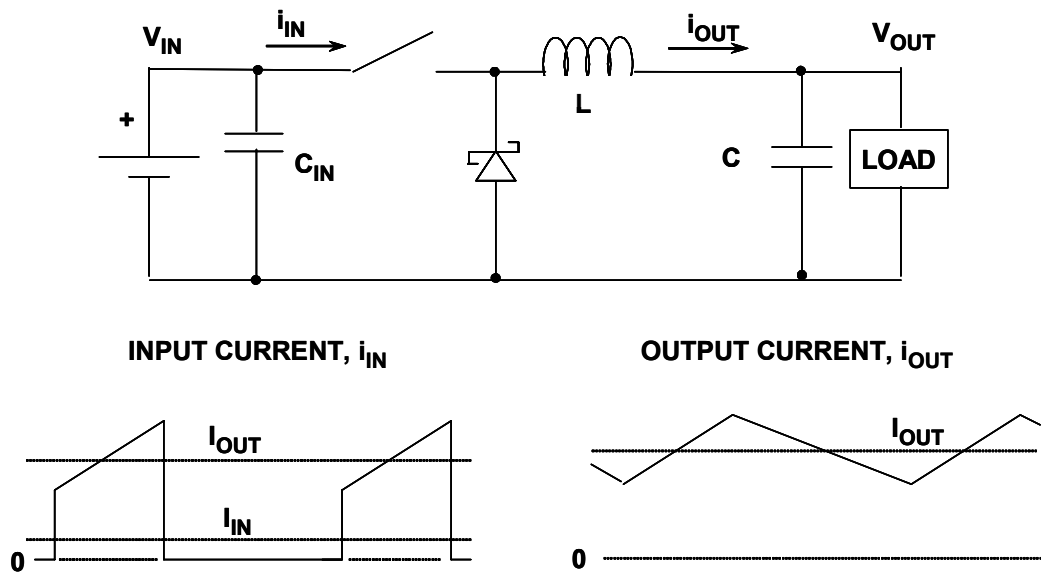 i_IN
i_OUT
V_IN
V_OUT
+
L
C_IN
C
LOAD
INPUT CURRENT, i_IN
OUTPUT CURRENT, i_OUT
I_OUT
I_OUT
I_IN
0
0